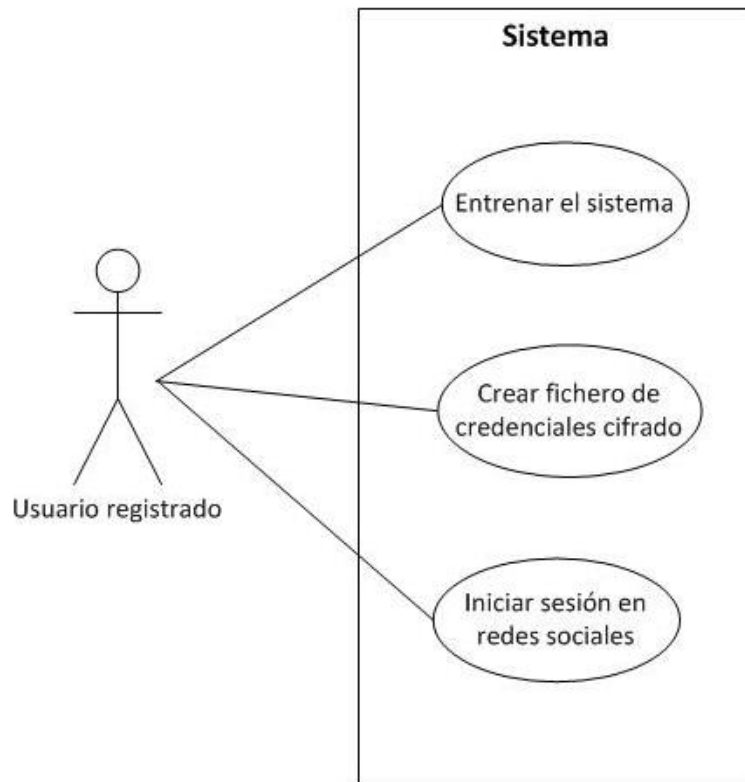 Sistema
Entrenar el sistema
Crear fichero de
credenciales cifrado
Usuario registrado
Iniciar sesión en
redes sociales